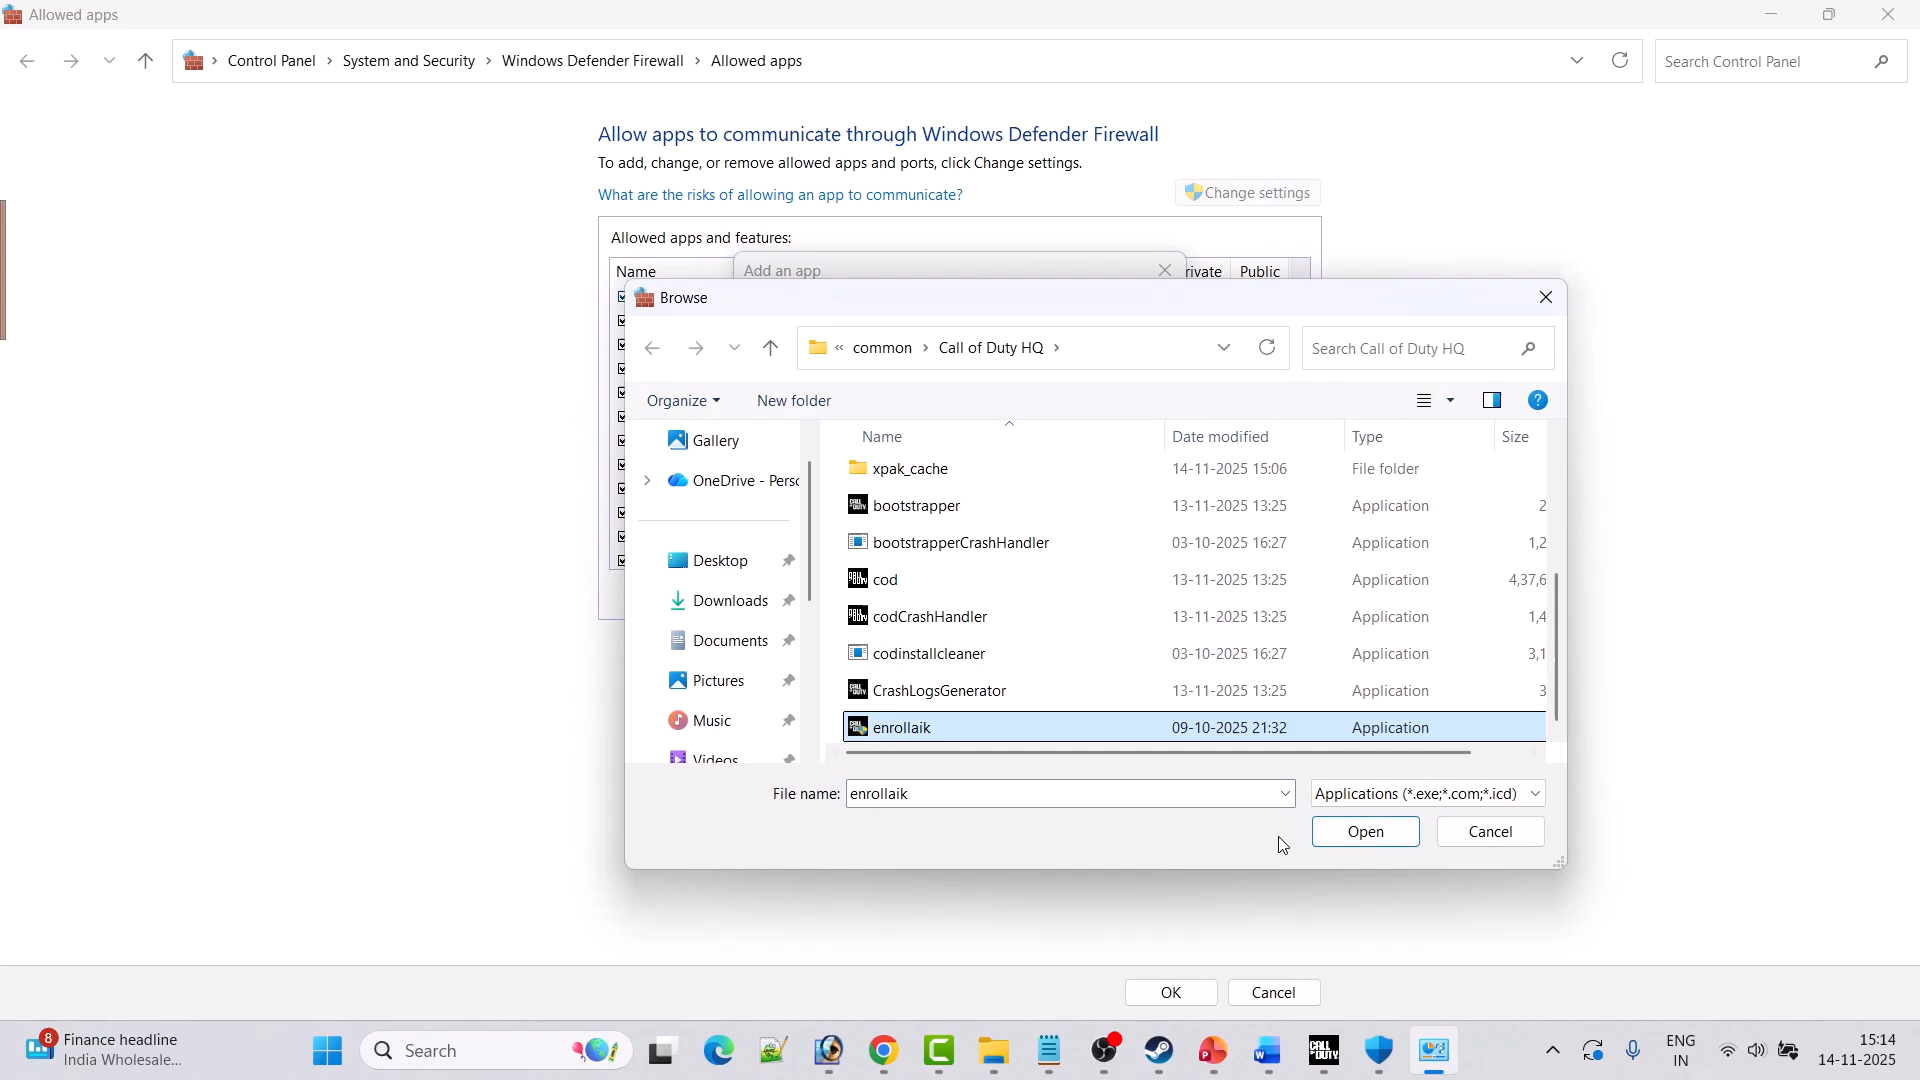 Allowed apps
Control Panel > System and Security > Windows Defender Firewall > Allowed apps
Search Control Panel
Allow apps to communicate through Windows Defender Firewall
To add, change, or remove allowed apps and ports, click Change settings.
What are the risks of allowing an app to communicate?
Change settings
Allowed apps and features:
Name
Add an app
rivate Public
Browse
« common > Call of Duty HQ >
Search Call of Duty HQ
Organize New folder
Gallery
OneDrive - Perso
Desktop
Downloads
Documents
Pictures
Music
Videos
Name Date modified Type Size
xpak_cache 14-11-2025 15:06 File folder
bootstrapper 13-11-2025 13:25 Application 2
bootstrapperCrashHandler 03-10-2025 16:27 Application 1,2
cod 13-11-2025 13:25 Application 4,37,6
codCrashHandler 13-11-2025 13:25 Application 1,4
codinstallcleaner 03-10-2025 16:27 Application 3,1
CrashLogsGenerator 13-11-2025 13:25 Application 3
enrollaik 09-10-2025 21:32 Application
File name: enrollaik
Applications (*.exe;*.com;*.icd)
Open Cancel
OK Cancel
8
Finance headline
India Wholesale...
Search
CALL OF DUTY
ENG
IN
15:14
14-11-2025